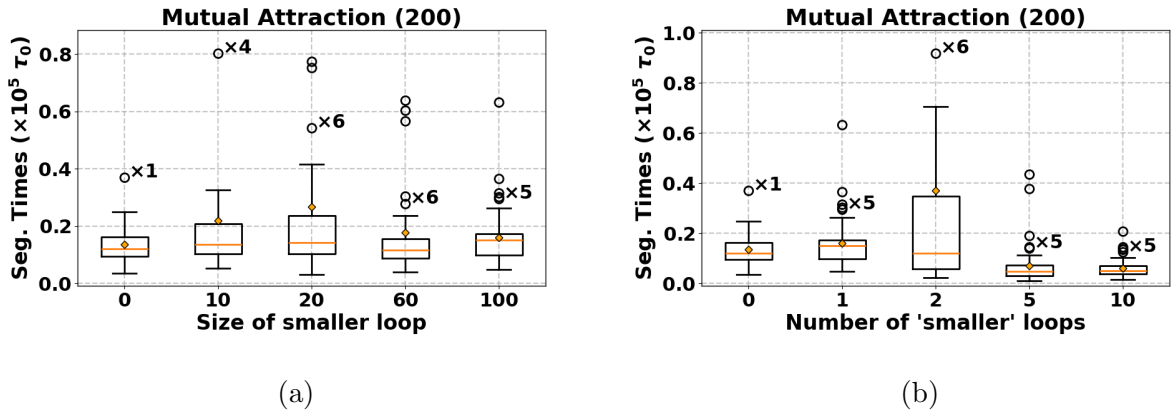 Mutual Attraction (200)
Seg. Times (×10⁵ τ₀)
0.8
0.6
0.4
0.2
0.0
×1
×4
×6
×6
×5
0 10 20 60 100
Size of smaller loop
(a)
Mutual Attraction (200)
Seg. Times (×10⁵ τ₀)
1.0
0.8
0.6
0.4
0.2
0.0
×1
×5
×6
×5
×5
0 1 2 5 10
Number of 'smaller' loops
(b)